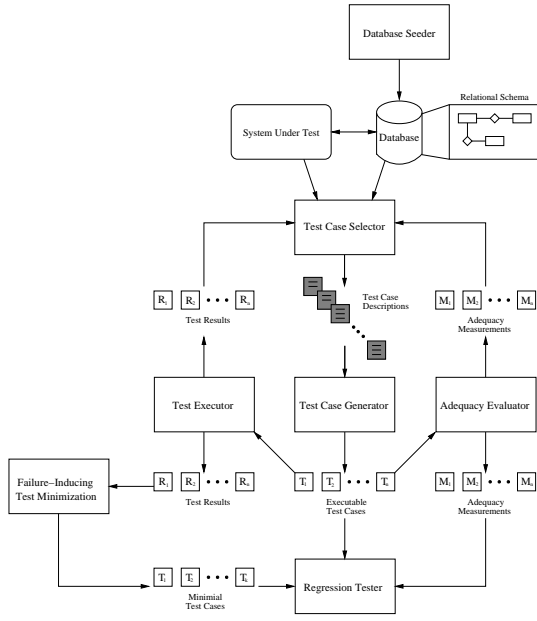 Database Seeder
Relational Schema
System Under Test
Database
Test Case Selector
R1 R2 • • • Rn
Test Results
Test Case
Descriptions
M1 M2 • • • Mn
Adequacy
Measurements
Test Executor
Test Case Generator
Adequacy Evaluator
Failure−Inducing
Test Minimization
R1 R2 • • • Rn
Test Results
T1 T2 • • • Tn
Executable
Test Cases
M1 M2 • • • Mn
Adequacy
Measurements
T1 T2 • • • Tk
Minimial
Test Cases
Regression Tester